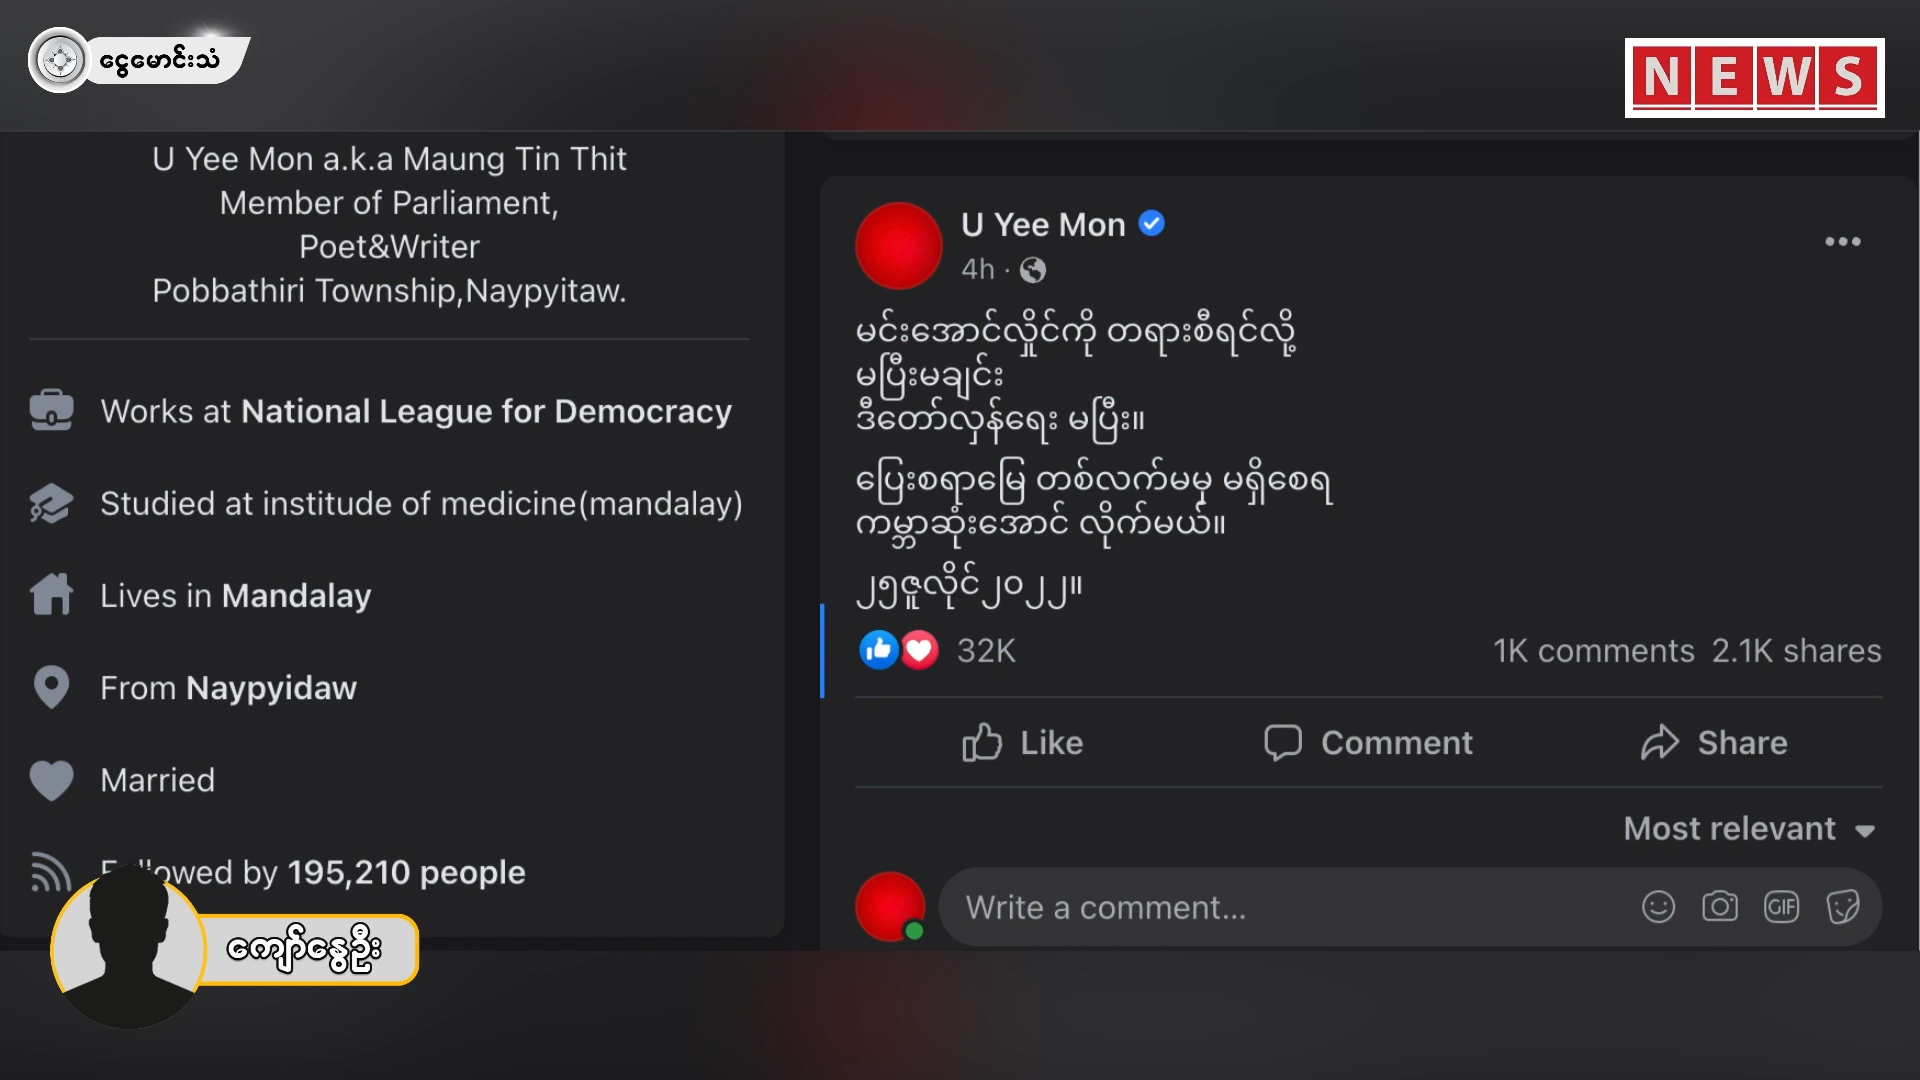 ငွေမောင်းသံ
NEWS
U Yee Mon a.k.a Maung Tin Thit
Member of Parliament,
Poet&Writer
Pobbathiri Township,Naypyitaw.
Works at National League for Democracy
Studied at institude of medicine(mandalay)
Lives in Mandalay
From Naypyidaw
Married
Followed by 195,210 people
ကျော်နွေဦး
U Yee Mon
4h ·
မင်းအောင်လှိုင်ကို တရားစီရင်လို့
မပြီးမချင်း
ဒီတော်လှန်ရေး မပြီး။
ပြေးစရာမြေ တစ်လက်မမှ မရှိစေရ
ကမ္ဘာဆုံးအောင် လိုက်မယ်။
၂၅ဇူလိုင်၂၀၂၂။
32K
1K comments 2.1K shares
Like Comment Share
Most relevant
Write a comment...
GIF